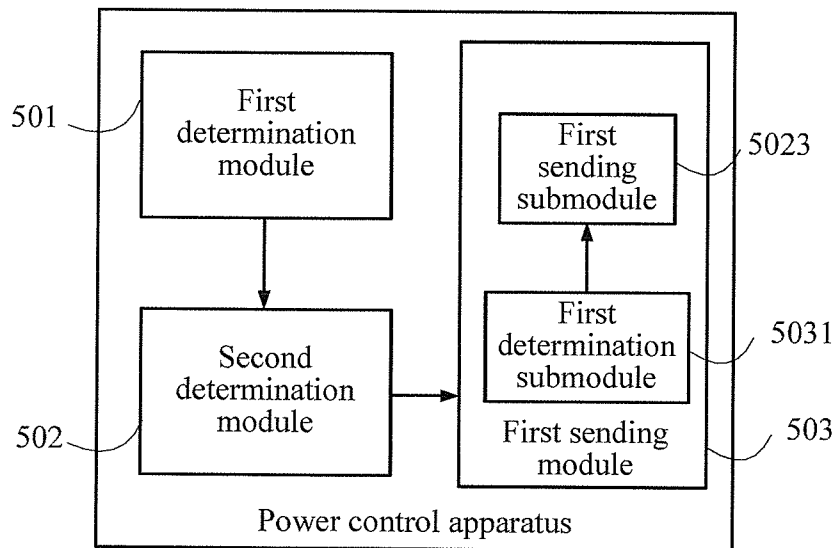 501
First
determination
module
First
sending
submodule
5023
Second
determination
module
502
First
determination
submodule
5031
First sending
module
503
Power control apparatus